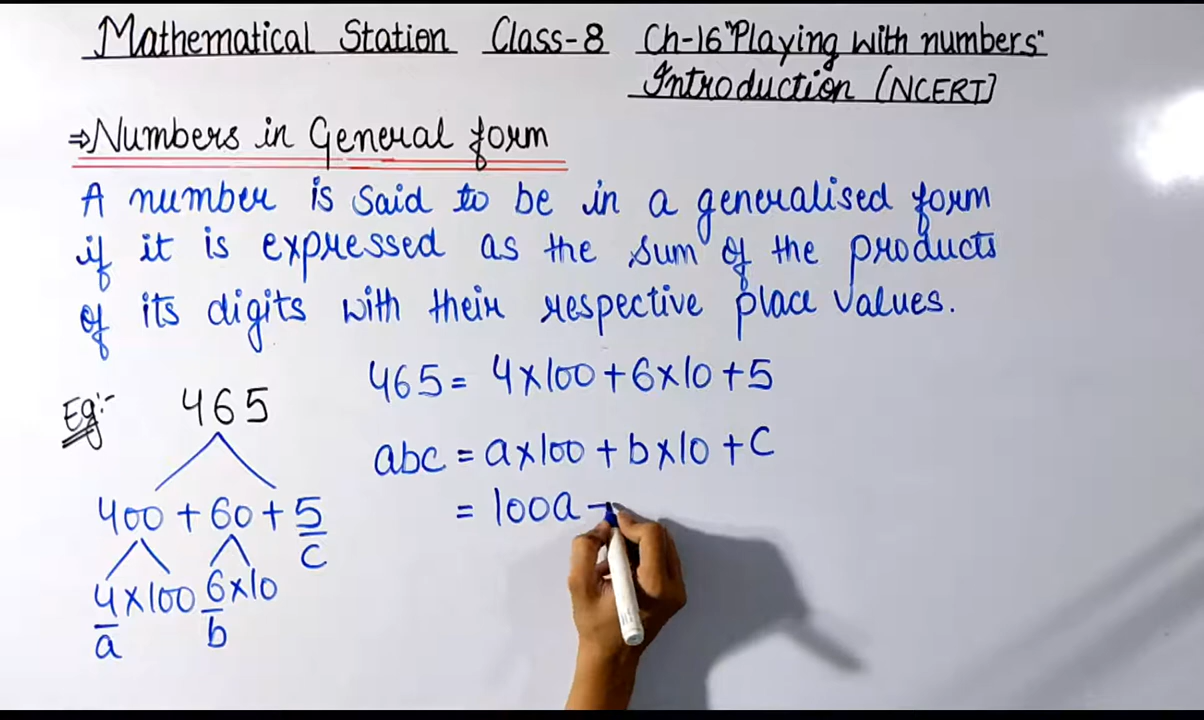 Mathematical Station Class-8 Ch-16 "Playing with numbers"
Introduction (NCERT)
⇒Numbers in General form
A number is said to be in a generalised form
if it is expressed as the sum of the products
of its digits with their respective place values.
Eg:-
465
400 + 60 + 5
c
4×100 6×10
a b
465 = 4×100 + 6×10 + 5
abc = a×100 + b×10 + c
= 100a -